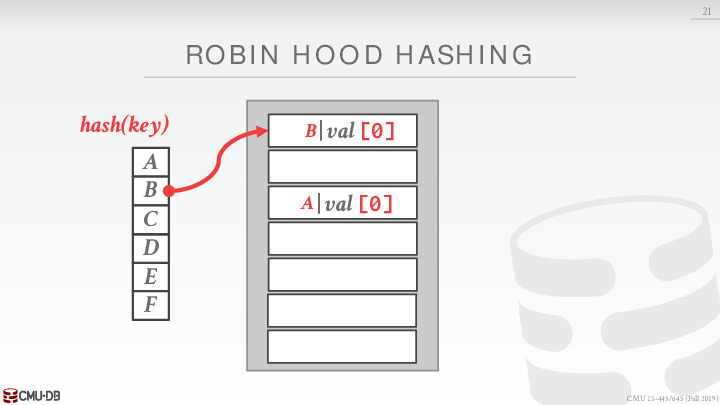 21
ROBIN HOOD HASHING
hash(key)
A
B
C
D
E
F
B|val [0]
A|val [0]
CMU·DB
CMU 15-445/645 (Fall 2019)